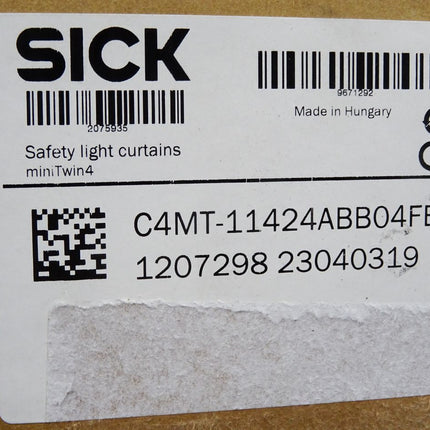 SICK
2075935
9671292
Made in Hungary
Safety light curtains
miniTwin4
C4MT-11424ABB04FE
1207298 23040319